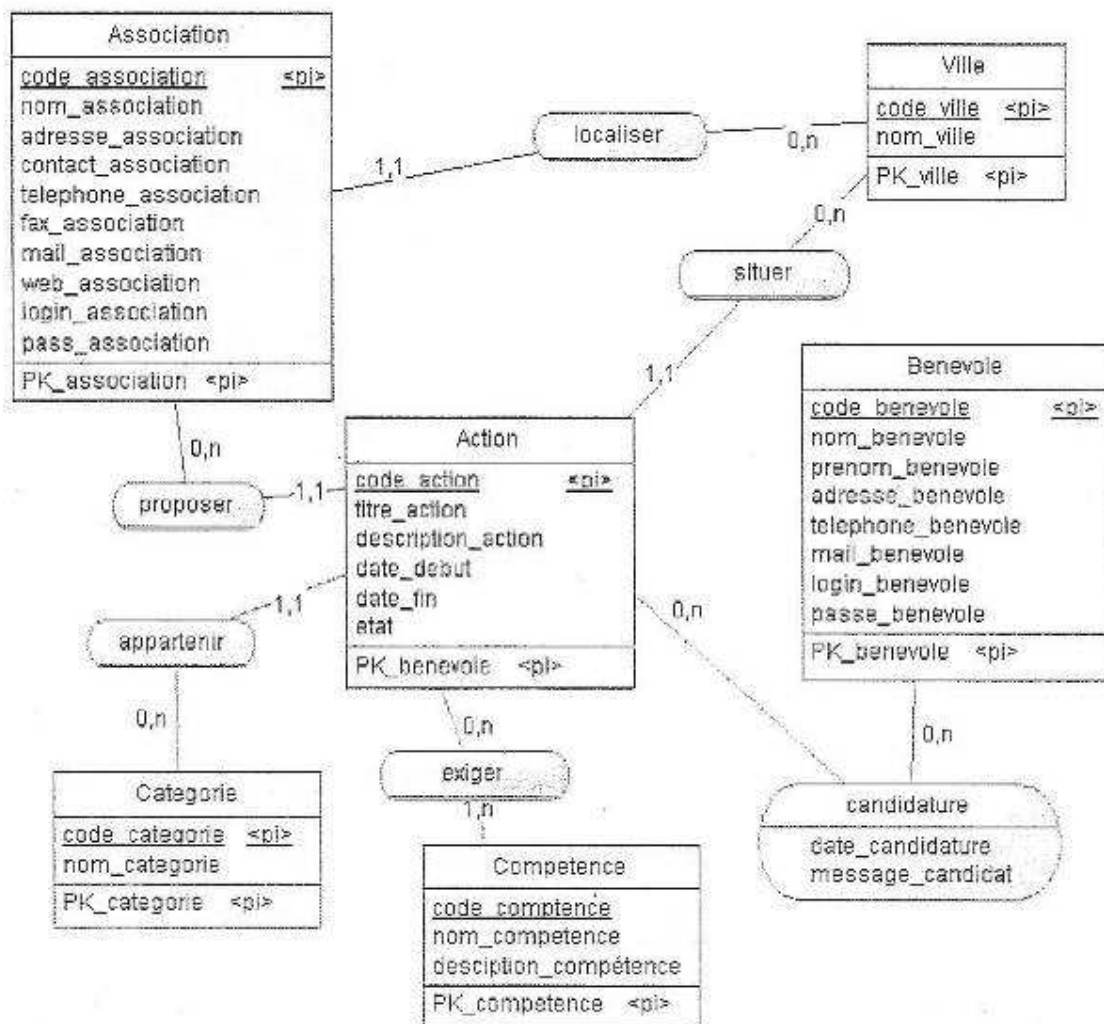 Association
code_association <pi>
nom_association
adresse_association
contact_association
telephone_association
fax_association
mail_association
web_association
login_association
pass_association
PK_association <pi>
localiser
1,1
0,n
Ville
code_ville <pi>
nom_ville
PK_ville <pi>
0,n
situer
1,1
0,n
proposer
1,1
Action
code_action <pi>
titre_action
description_action
date_debut
date_fin
etat
PK_benevole <pi>
Benevole
code_benevole <pi>
nom_benevole
prenom_benevole
adresse_benevole
telephone_benevole
mail_benevole
login_benevole
passe_benevole
PK_benevole <pi>
1,1
appartenir
0,n
0,n
0,n
0,n
exiger
1,n
Categorie
code_categorie <pi>
nom_categorie
PK_categorie <pi>
Competence
code_comptence
nom_competence
desciption_compétence
PK_competence <pi>
candidature
date_candidature
message_candidat